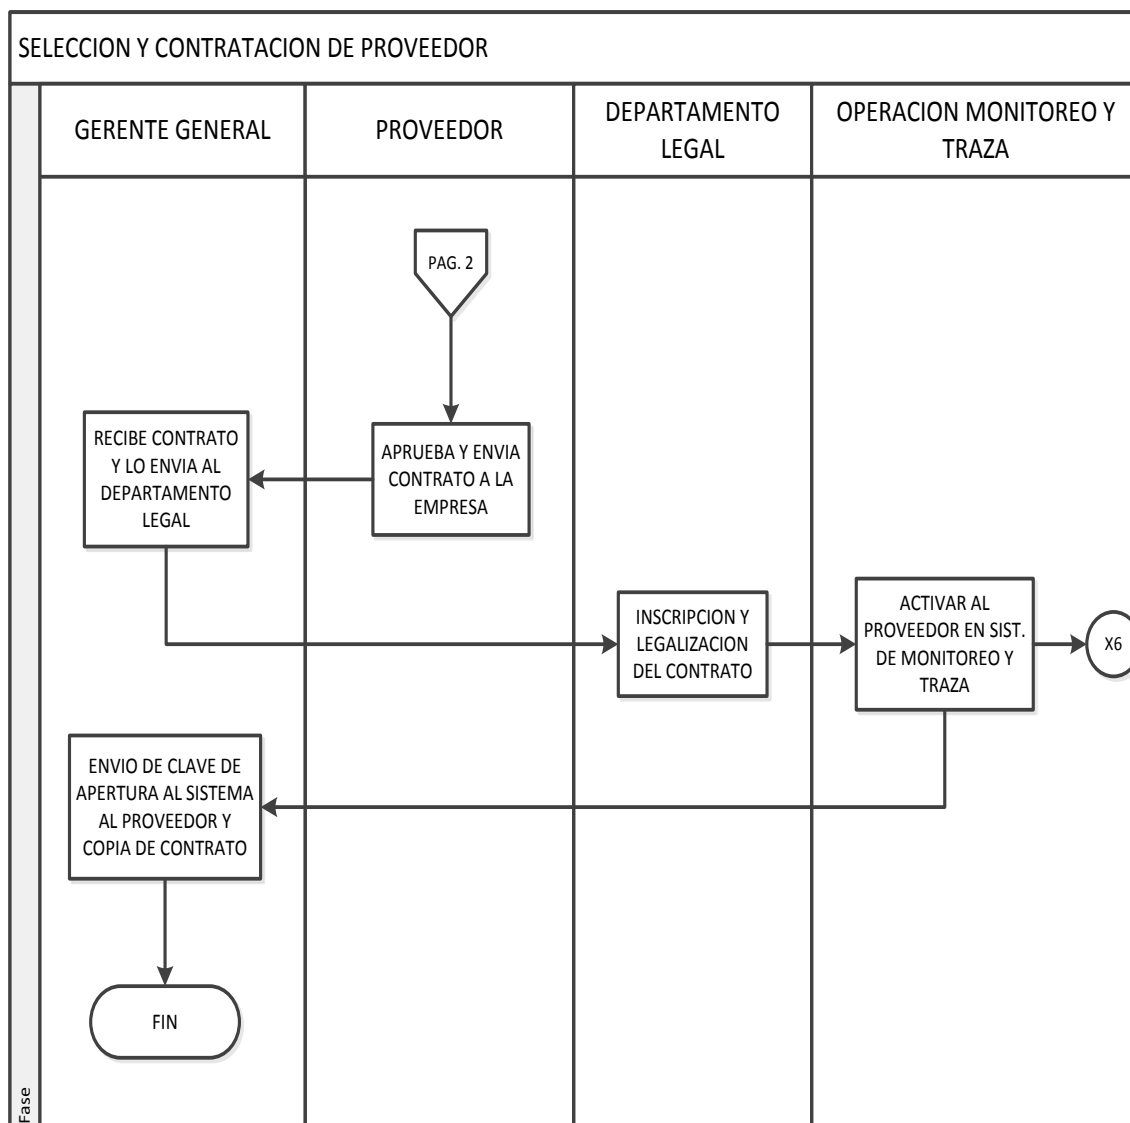 SELECCION Y CONTRATACION DE PROVEEDOR
GERENTE GENERAL
PROVEEDOR
DEPARTAMENTO
LEGAL
OPERACION MONITOREO Y
TRAZA
PAG. 2
RECIBE CONTRATO
Y LO ENVIA AL
DEPARTAMENTO
LEGAL
APRUEBA Y ENVIA
CONTRATO A LA
EMPRESA
INSCRIPCION Y
LEGALIZACION
DEL CONTRATO
ACTIVAR AL
PROVEEDOR EN SIST.
DE MONITOREO Y
TRAZA
X6
ENVIO DE CLAVE DE
APERTURA AL SISTEMA
AL PROVEEDOR Y
COPIA DE CONTRATO
FIN
Fase